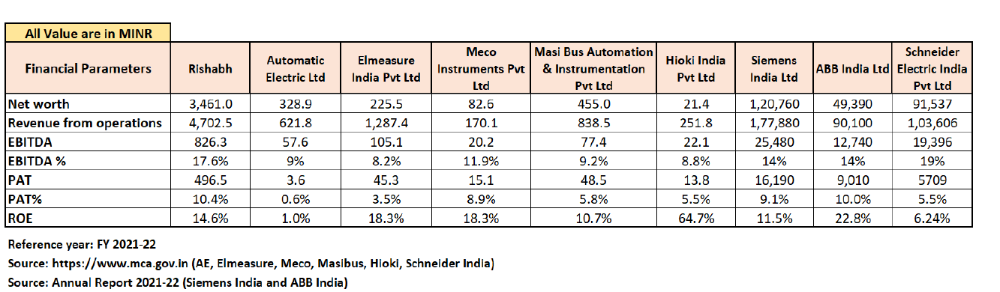 All Value are in MINR
Financial Parameters | Rishabh | Automatic Electric Ltd | Elmeasure India Pvt Ltd | Meco Instruments Pvt Ltd | Masi Bus Automation & Instrumentation Pvt Ltd | Hioki India Pvt Ltd | Siemens India Ltd | ABB India Ltd | Schneider Electric India Pvt Ltd
Net worth | 3,461.0 | 328.9 | 225.5 | 82.6 | 455.0 | 21.4 | 1,20,760 | 49,390 | 91,537
Revenue from operations | 4,702.5 | 621.8 | 1,287.4 | 170.1 | 838.5 | 251.8 | 1,77,880 | 90,100 | 1,03,606
EBITDA | 826.3 | 57.6 | 105.1 | 20.2 | 77.4 | 22.1 | 25,480 | 12,740 | 19,396
EBITDA % | 17.6% | 9% | 8.2% | 11.9% | 9.2% | 8.8% | 14% | 14% | 19%
PAT | 496.5 | 3.6 | 45.3 | 15.1 | 48.5 | 13.8 | 16,190 | 9,010 | 5709
PAT% | 10.4% | 0.6% | 3.5% | 8.9% | 5.8% | 5.5% | 9.1% | 10.0% | 5.5%
ROE | 14.6% | 1.0% | 18.3% | 18.3% | 10.7% | 64.7% | 11.5% | 22.8% | 6.24%
Reference year: FY 2021-22
Source: https://www.mca.gov.in (AE, Elmeasure, Meco, Masibus, Hioki, Schneider India)
Source: Annual Report 2021-22 (Siemens India and ABB India)